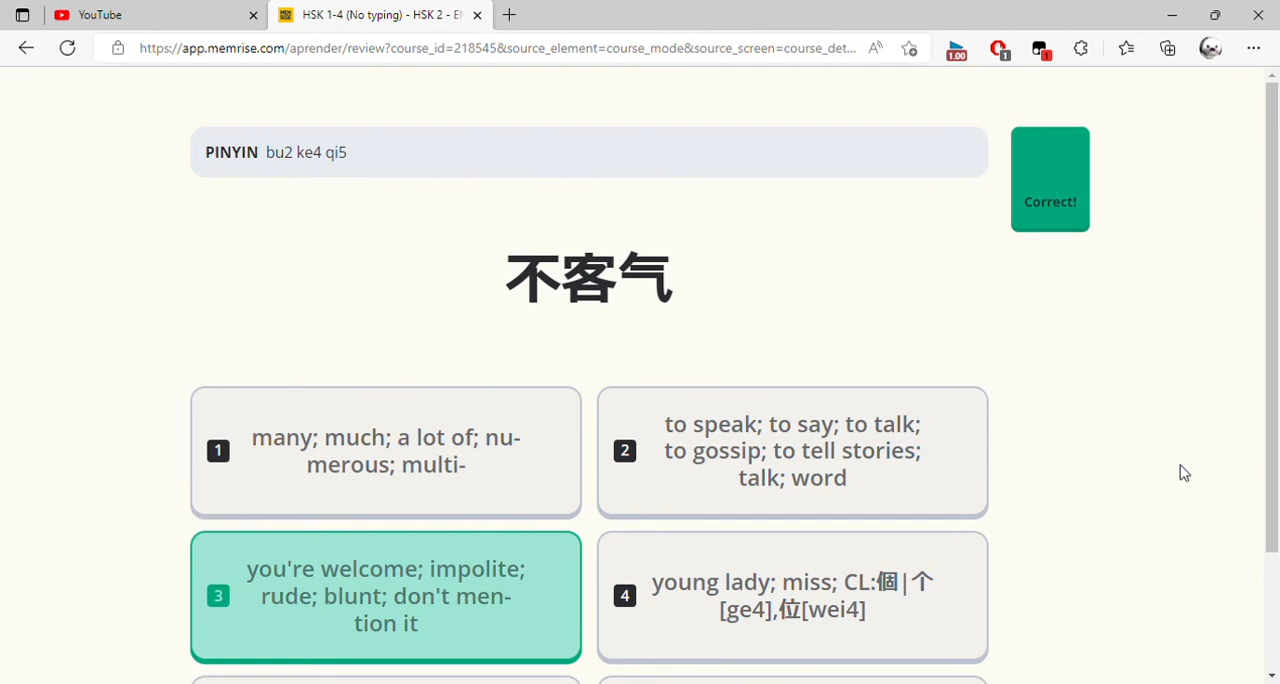 YouTube
HSK 1-4 (No typing) - HSK 2 - E
https://app.memrise.com/aprender/review?course_id=218545&source_element=course_mode&source_screen=course_det...
1.00
1
1
PINYIN bu2 ke4 qi5
Correct!
不客气
1
many; much; a lot of; nu-
merous; multi-
2
to speak; to say; to talk;
to gossip; to tell stories;
talk; word
3
you're welcome; impolite;
rude; blunt; don't men-
tion it
4
young lady; miss; CL:個|个
[ge4],位[wei4]